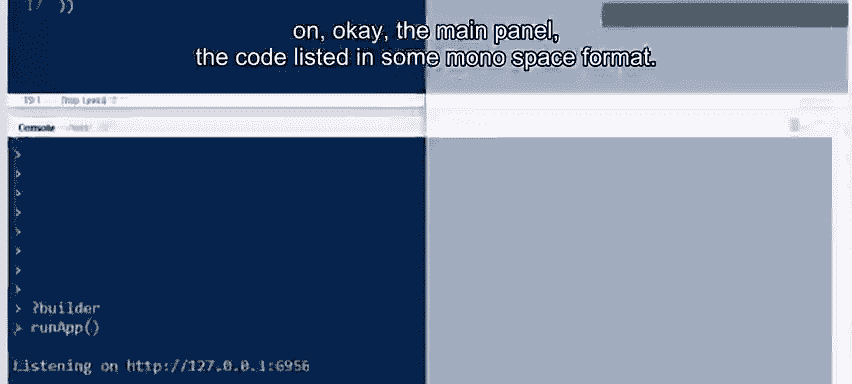 ))
on, okay, the main panel,
the code listed in some mono space format.
Console
>
>
>
>
>
>
>
>
> ?builder
> runApp()
Listening on http://127.0.0.1:6956